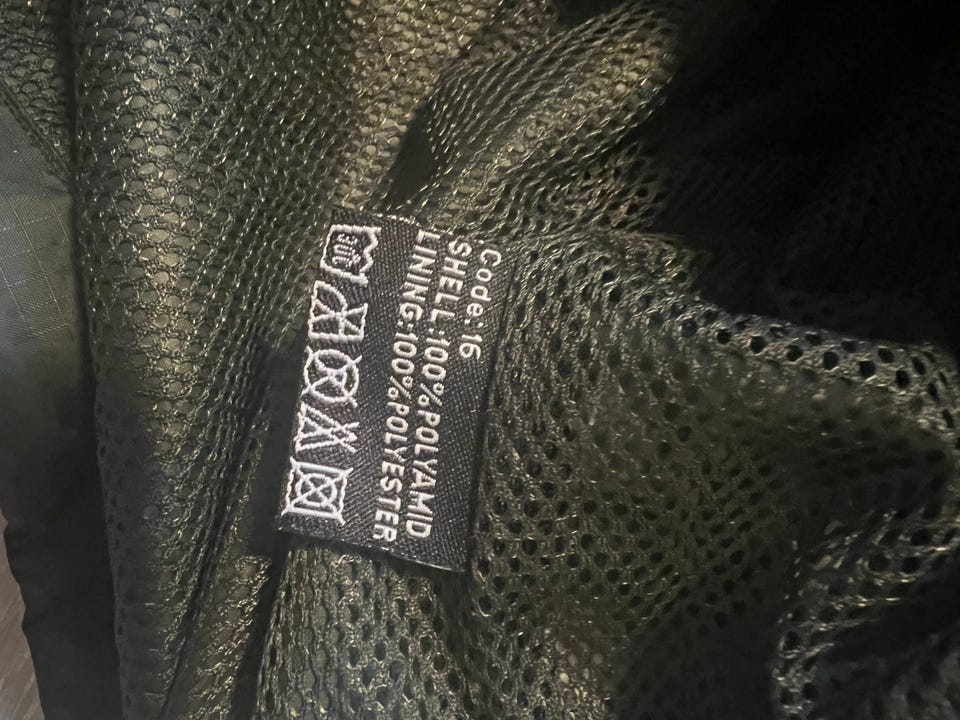 Code:16
SHELL:100%POLYAMID
LINING:100%POLYESTER